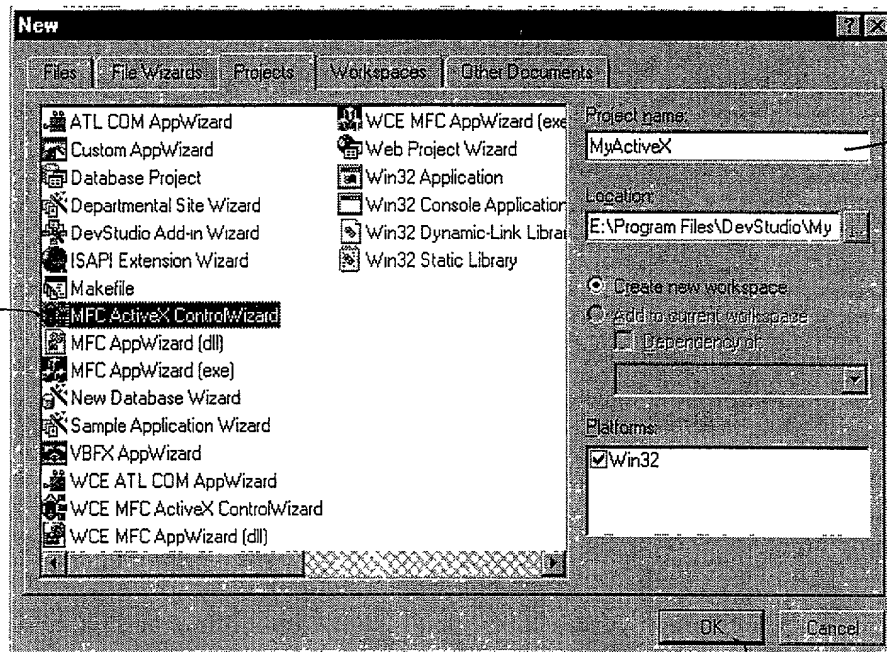 New
Files File Wizards Projects Workspaces Other Documents
ATL COM AppWizard
Custom AppWizard
Database Project
Departmental Site Wizard
DevStudio Add-in Wizard
ISAPI Extension Wizard
Makefile
MFC ActiveX ControlWizard
MFC AppWizard (dll)
MFC AppWizard (exe)
New Database Wizard
Sample Application Wizard
VBFX AppWizard
WCE ATL COM AppWizard
WCE MFC ActiveX ControlWizard
WCE MFC AppWizard (dll)
WCE MFC AppWizard (exe
Web Project Wizard
Win32 Application
Win32 Console Application
Win32 Dynamic-Link Librar
Win32 Static Library
Project name:
MyActiveX
Location:
E:\Program Files\DevStudio\My
...
Create new workspace
Add to current workspace
Dependency of:
Platforms:
Win32
OK Cancel